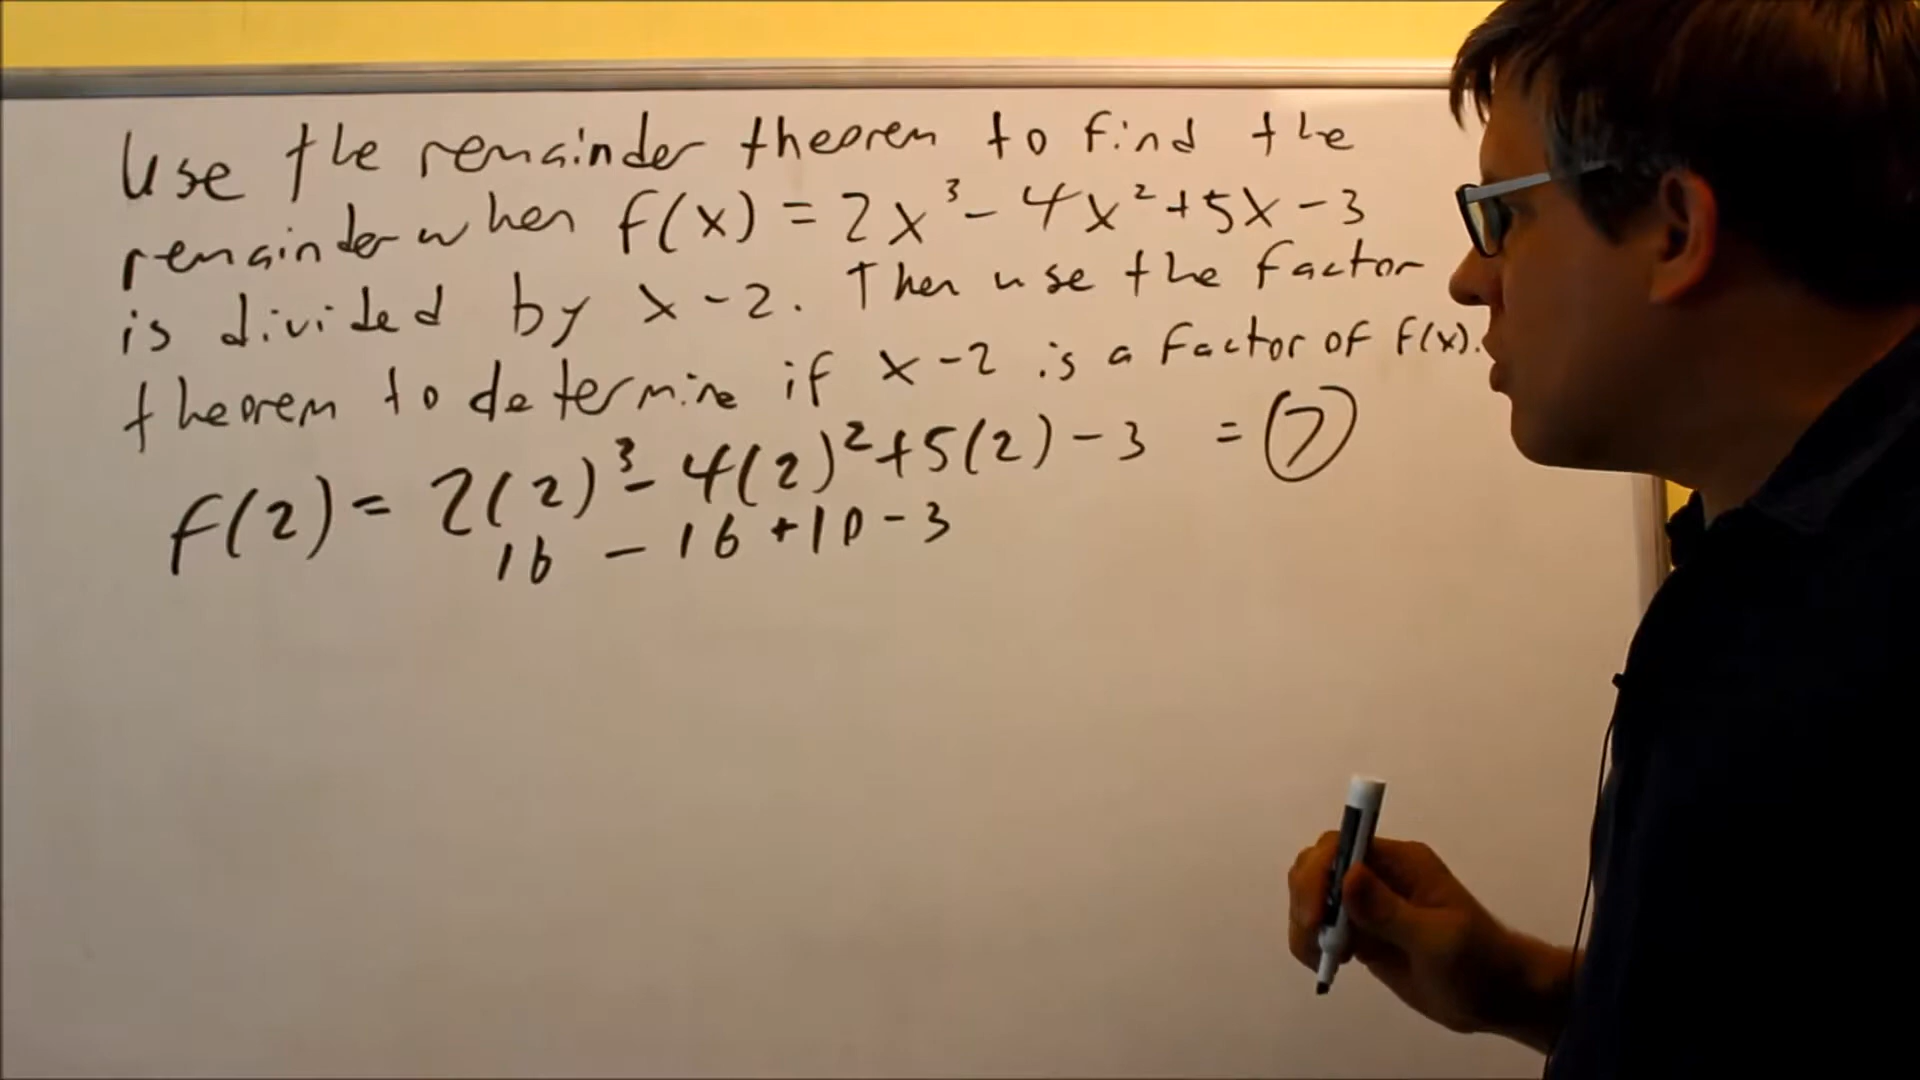 Use the remainder theorem to find the
remainder when f(x) = 2x³ - 4x² + 5x - 3
is divided by x - 2. Then use the factor
theorem to determine if x - 2 is a factor of f(x).
f(2) = 2(2)³ - 4(2)² + 5(2) - 3 = 7
16 - 16 + 10 - 3